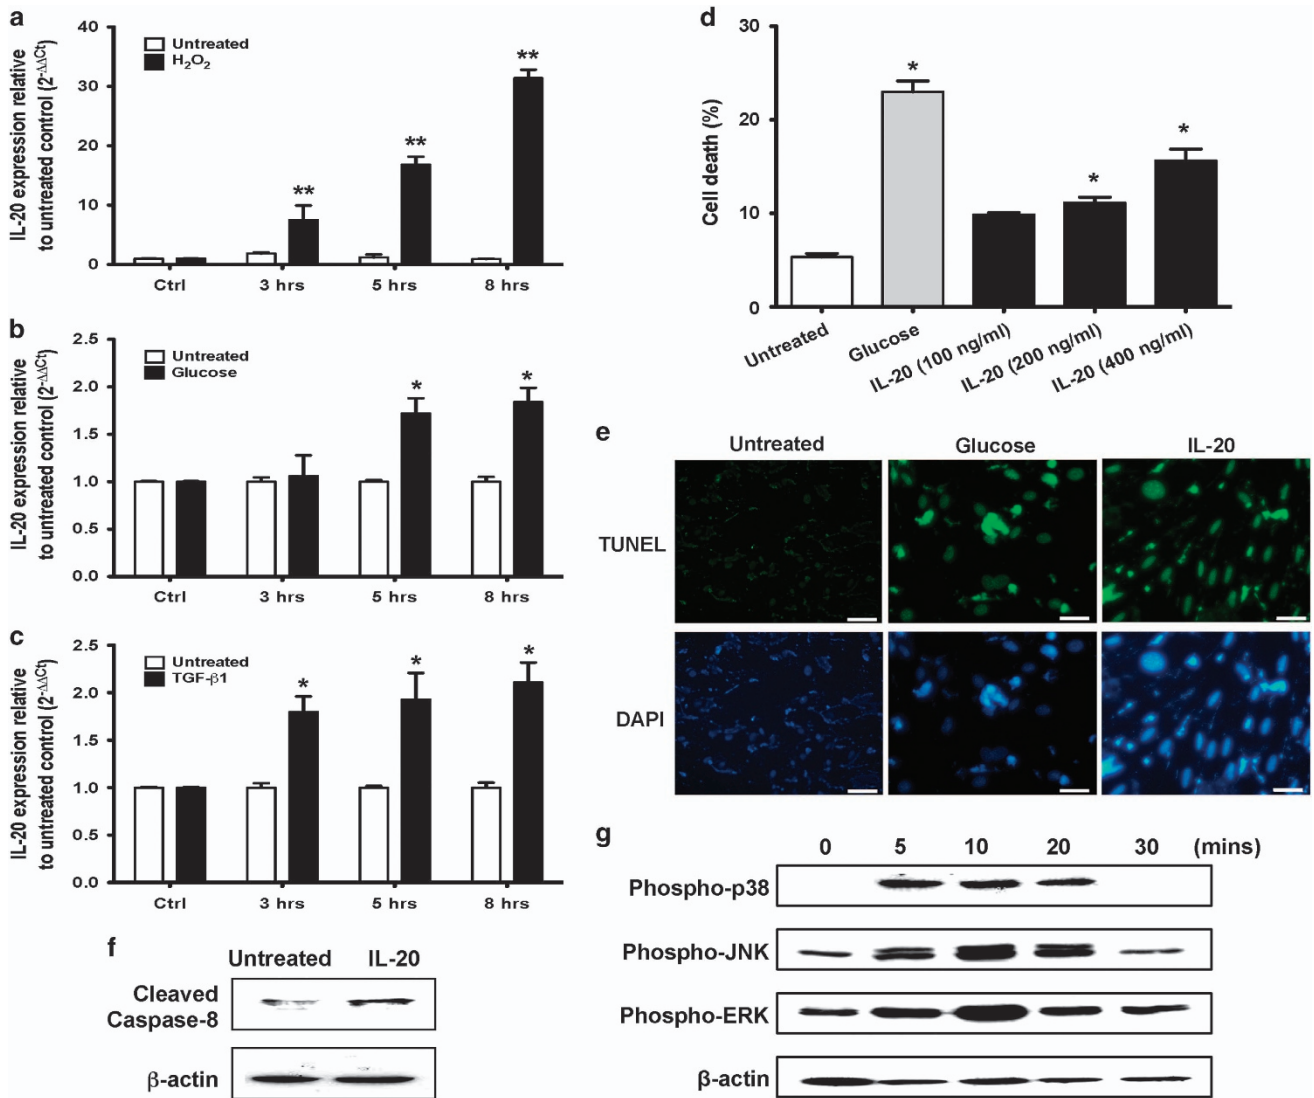 a
IL-20 expression relative
to untreated control (2-ΔΔCt)
40
30
20
10
0
Untreated
H2O2
**
**
**
Ctrl
3 hrs
5 hrs
8 hrs
b
IL-20 expression relative
to untreated control (2-ΔΔCt)
2.5
2.0
1.5
1.0
0.5
0.0
Untreated
Glucose
*
*
Ctrl
3 hrs
5 hrs
8 hrs
c
IL-20 expression relative
to untreated control (2-ΔΔCt)
2.5
2.0
1.5
1.0
0.5
0.0
Untreated
TGF-β1
*
*
*
Ctrl
3 hrs
5 hrs
8 hrs
d
Cell death (%)
30
20
10
0
*
*
*
Untreated
Glucose
IL-20 (100 ng/ml)
IL-20 (200 ng/ml)
IL-20 (400 ng/ml)
e
Untreated
Glucose
IL-20
TUNEL
DAPI
f
Untreated
IL-20
Cleaved
Caspase-8
β-actin
g
0 5 10 20 30 (mins)
Phospho-p38
Phospho-JNK
Phospho-ERK
β-actin